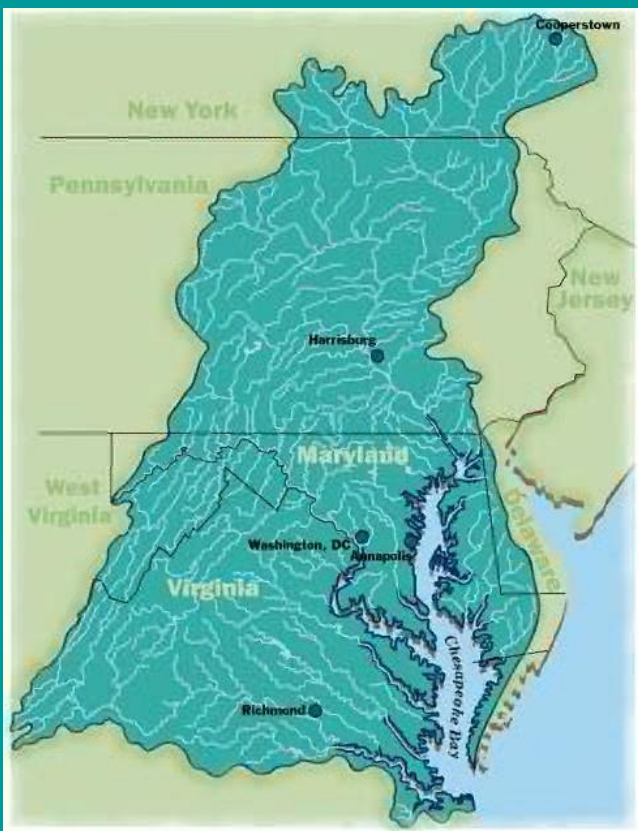 Cooperstown
New York
Pennsylvania
New
Jersey
Harrisburg
Maryland
West
Virginia
Delaware
Washington, DC
Annapolis
Virginia
Chesapeake Bay
Richmond